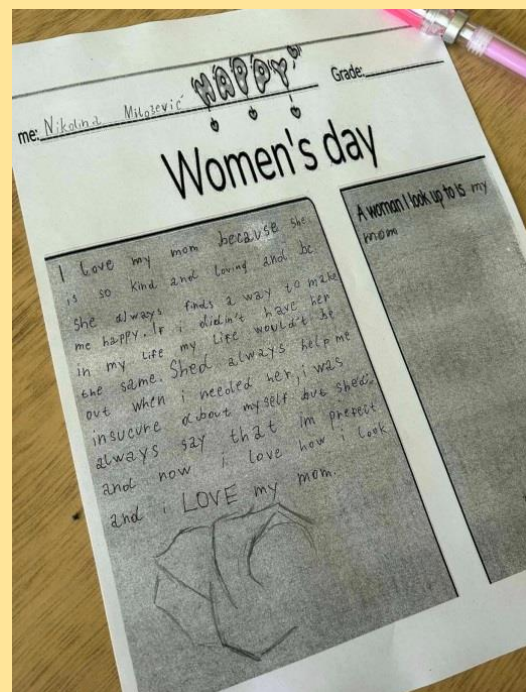 HAPPY
me: Nikolina Milošević
Grade:
Women's day
I love my mom because she
is so kind and loving and be
she always finds a way to make
me happy. If i didin't have her
in my life my life wouldn't be
the same. Shed always help me
out when i needed her, i was
insucure about myself but shed
always say that im preteit
and now i love how i look
and i LOVE my mom.
A woman I look up to is my
mom